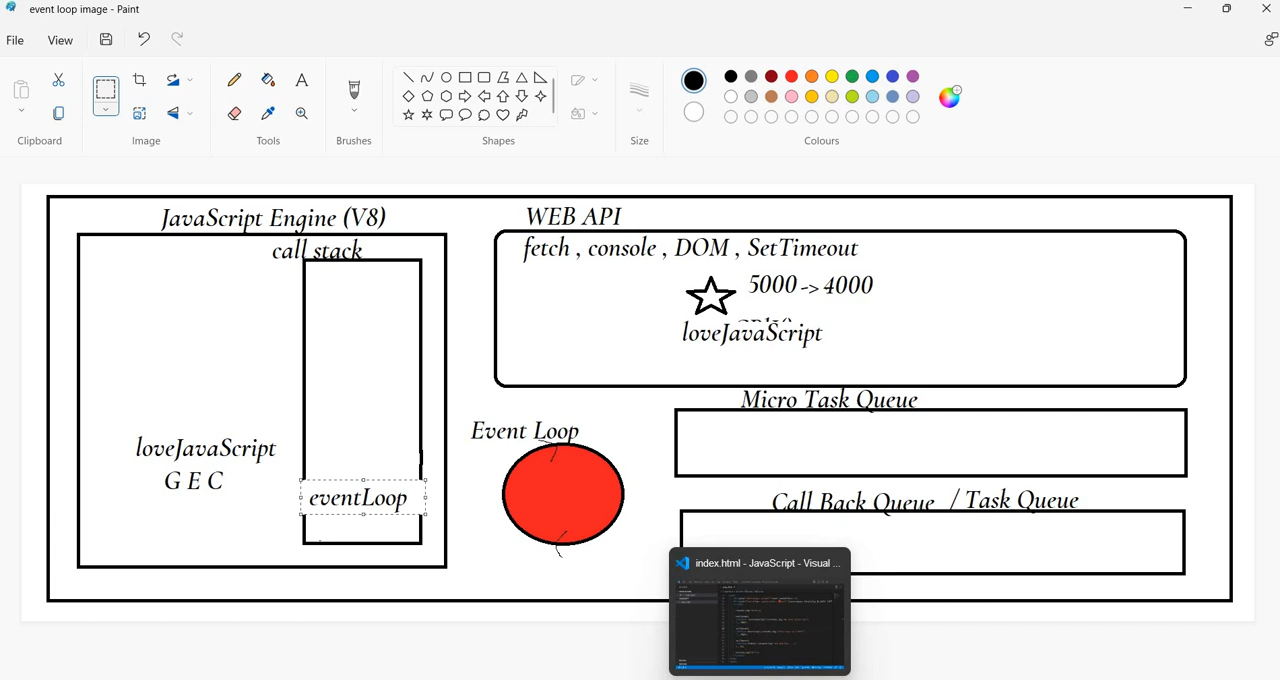 event loop image - Paint
File View
Clipboard Image Tools Brushes Shapes Size Colours
JavaScript Engine (V8)
call stack
loveJavaScript
G E C
eventLoop
WEB API
fetch , console , DOM , SetTimeout
5000 -> 4000
loveJavaScript
Event Loop
Micro Task Queue
Call Back Queue / Task Queue
index.html - JavaScript - Visual ...